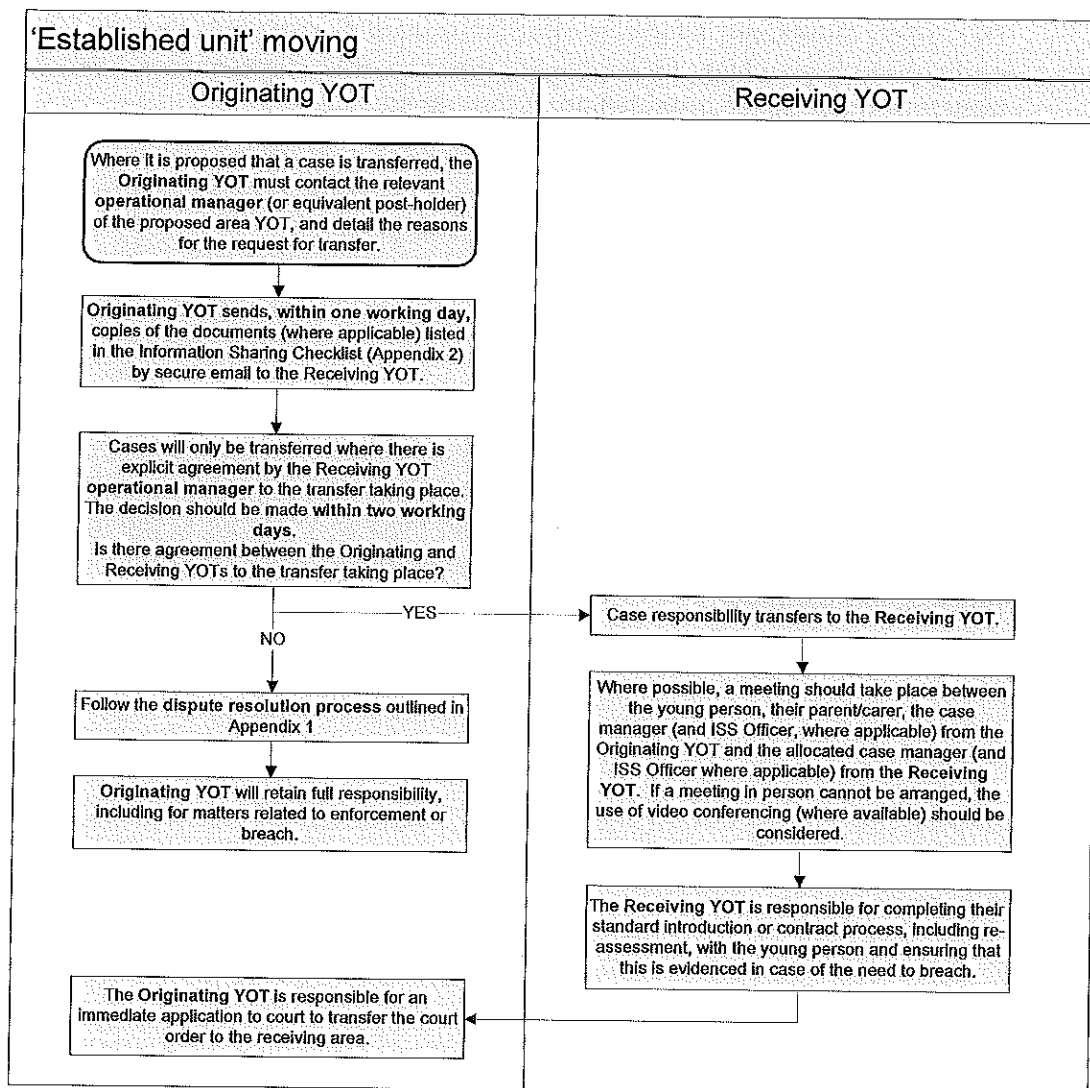 'Established unit' moving
Originating YOT
Receiving YOT
Where it is proposed that a case is transferred, the
Originating YOT must contact the relevant
operational manager (or equivalent post-holder)
of the proposed area YOT, and detail the reasons
for the request for transfer.
Originating YOT sends, within one working day,
copies of the documents (where applicable) listed
in the Information Sharing Checklist (Appendix 2)
by secure email to the Receiving YOT.
Cases will only be transferred where there is
explicit agreement by the Receiving YOT
operational manager to the transfer taking place.
The decision should be made within two working
days.
Is there agreement between the Originating and
Receiving YOTs to the transfer taking place?
YES
NO
Case responsibility transfers to the Receiving YOT.
Follow the dispute resolution process outlined in
Appendix 1
Originating YOT will retain full responsibility,
including for matters related to enforcement or
breach.
Where possible, a meeting should take place between
the young person, their parent/carer, the case
manager (and ISS Officer, where applicable) from the
Originating YOT and the allocated case manager (and
ISS Officer where applicable) from the Receiving
YOT. If a meeting in person cannot be arranged, the
use of video conferencing (where available) should be
considered.
The Receiving YOT is responsible for completing their
standard introduction or contract process, including re-
assessment, with the young person and ensuring that
this is evidenced in case of the need to breach.
The Originating YOT is responsible for an
immediate application to court to transfer the court
order to the receiving area.